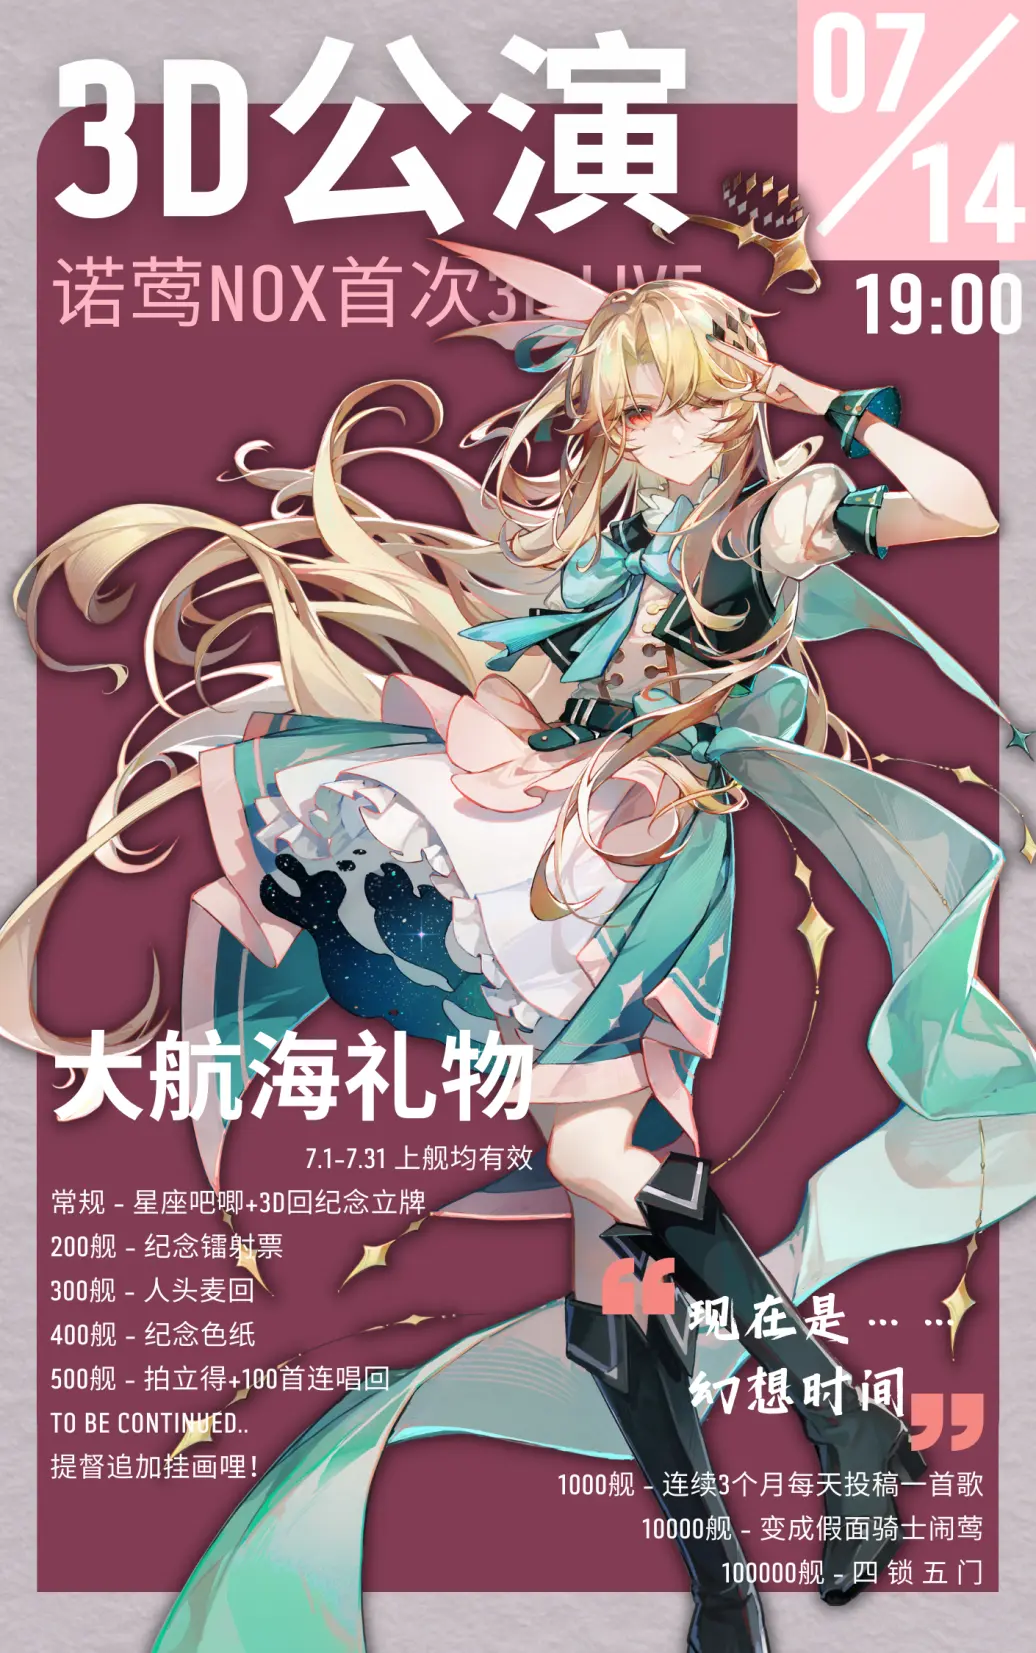 3D公演
07/14
19:00
诺莺NOX首次3D LIVE
大航海礼物
7.1-7.31 上舰均有效
常规 - 星座吧唧+3D回纪念立牌
200舰 - 纪念镭射票
300舰 - 人头麦回
400舰 - 纪念色纸
500舰 - 拍立得+100首连唱回
TO BE CONTINUED..
提督追加挂画哩！
“现在是……
幻想时间”
1000舰 - 连续3个月每天投稿一首歌
10000舰 - 变成假面骑士闹莺
100000舰 - 四 锁 五 门